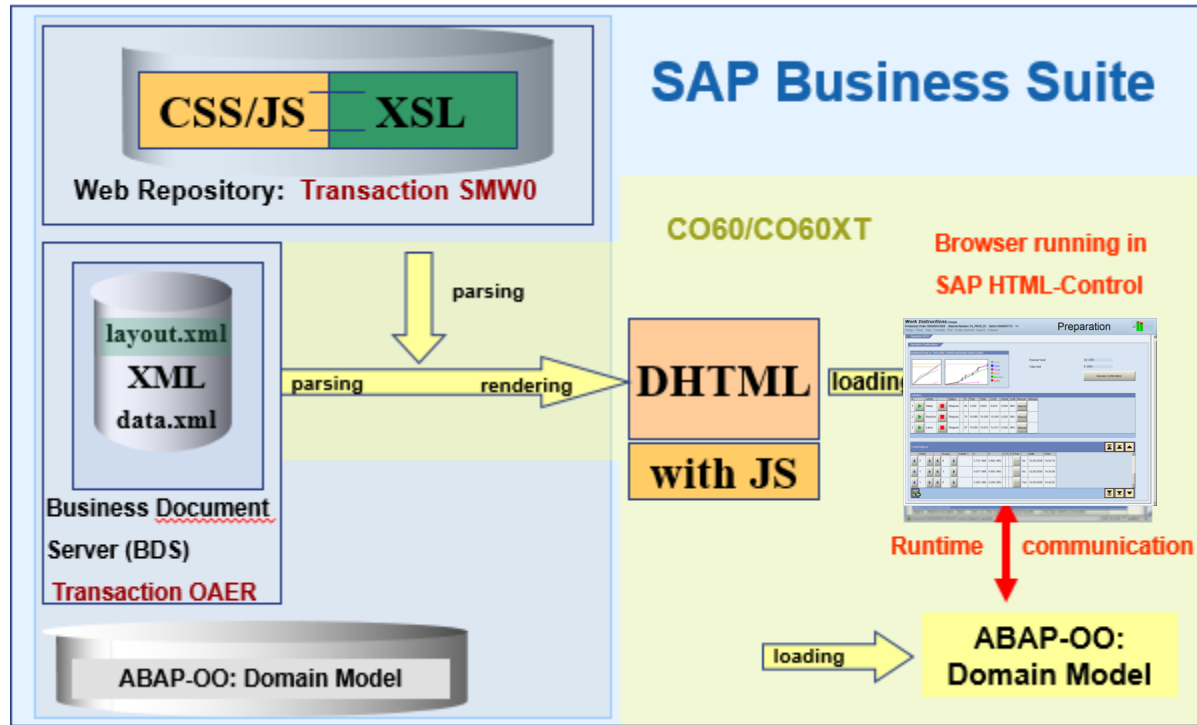 SAP Business Suite
CSS/JS
XSL
Web Repository: Transaction SMW0
CO60/CO60XT
Browser running in
SAP HTML-Control
parsing
layout.xml
XML
data.xml
parsing
rendering
DHTML
with JS
loading
Work Instructions
Preparation
Business Document
Server (BDS)
Transaction OAER
Runtime communication
ABAP-OO: Domain Model
loading
ABAP-OO:
Domain Model